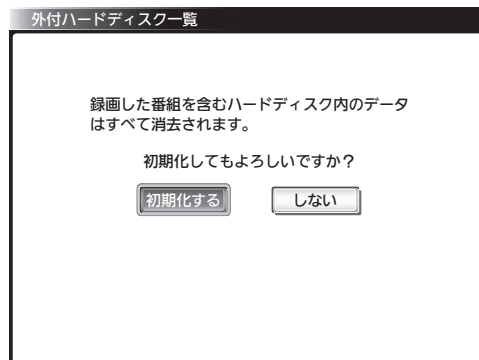 外付ハードディスク一覧
録画した番組を含むハードディスク内のデータ
はすべて消去されます。
初期化してもよろしいですか？
初期化する しない